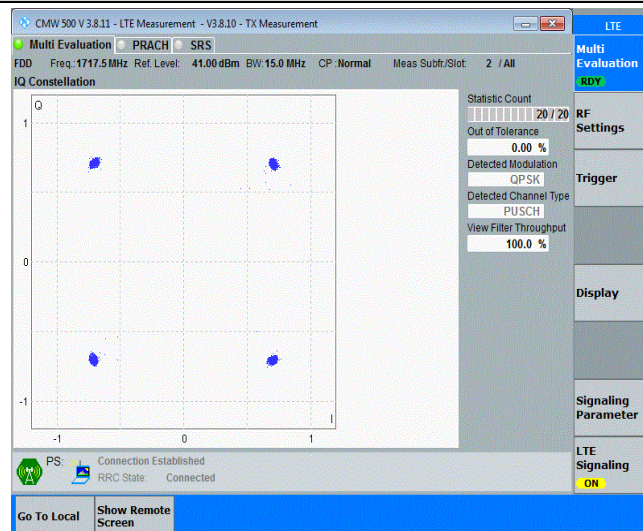 CMW 500 V 3.8.11 - LTE Measurement - V3.8.10 - TX Measurement
LTE
Multi Evaluation PRACH SRS
Multi
Evaluation
RDY
FDD Freq.:1717.5 MHz Ref. Level: 41.00 dBm BW:15.0 MHz CP :Normal Meas Subfr./Slot: 2 / All
IQ Constellation
Statistic Count
20 / 20
Out of Tolerance
0.00 %
Detected Modulation
QPSK
Detected Channel Type
PUSCH
View Filter Throughput
100.0 %
RF
Settings
Trigger
Display
Signaling
Parameter
LTE
Signaling
ON
Q
1
0
-1
I
-1 0 1
PS: Connection Established
RRC State: Connected
Go To Local
Show Remote
Screen